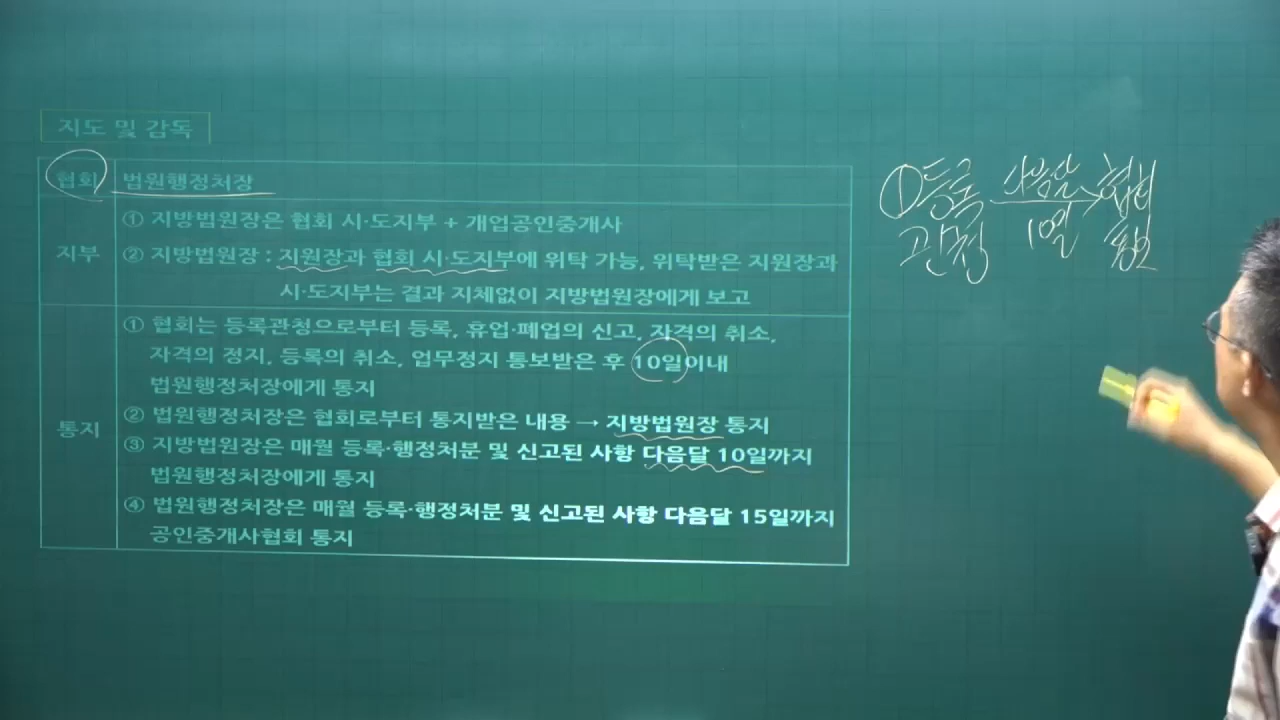 지도 및 감독
협회 법원행정처장
① 지방법원장은 협회 시·도지부 + 개업공인중개사
지부
② 지방법원장 : 지원장과 협회 시·도지부에 위탁 가능, 위탁받은 지원장과
시·도지부는 결과 지체없이 지방법원장에게 보고
① 협회는 등록관청으로부터 등록, 휴업·폐업의 신고, 자격의 취소,
자격의 정지, 등록의 취소, 업무정지 통보받은 후 10일이내
법원행정처장에게 통지
통지
② 법원행정처장은 협회로부터 통지받은 내용 → 지방법원장 통지
③ 지방법원장은 매월 등록·행정처분 및 신고된 사항 다음달 10일까지
법원행정처장에게 통지
④ 법원행정처장은 매월 등록·행정처분 및 신고된 사항 다음달 15일까지
공인중개사협회 통지
① 등록 다음달 → 협회
관청 10일 통보